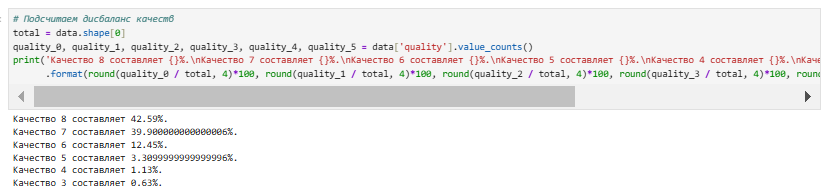 # Подсчитаем дисбаланс качеств
total = data.shape[0]
quality_0, quality_1, quality_2, quality_3, quality_4, quality_5 = data['quality'].value_counts()
print('Качество 8 составляет {}%.\nКачество 7 составляет {}%.\nКачество 6 составляет {}%.\nКачество 5 составляет {}%.\nКачество 4 составляет {}%.\nКаче
.format(round(quality_0 / total, 4)*100, round(quality_1 / total, 4)*100, round(quality_2 / total, 4)*100, round(quality_3 / total, 4)*100, round
Качество 8 составляет 42.59%.
Качество 7 составляет 39.900000000000006%.
Качество 6 составляет 12.45%.
Качество 5 составляет 3.3099999999999996%.
Качество 4 составляет 1.13%.
Качество 3 составляет 0.63%.